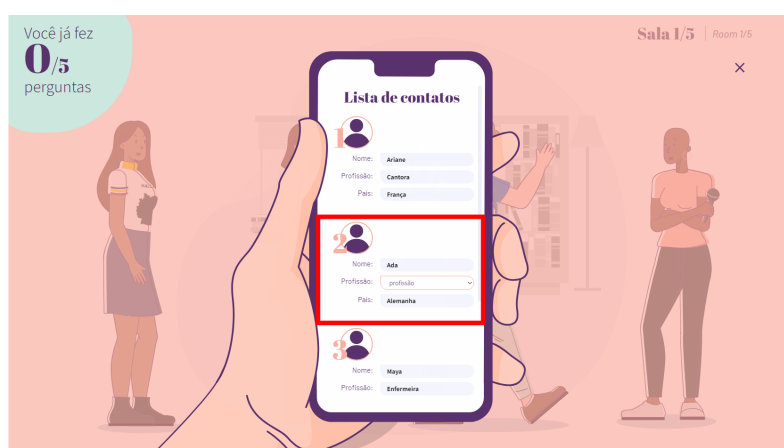 Você já fez
0/5
perguntas
Sala 1/5 | Room 1/5
×
Lista de contatos
1
Nome: Ariane
Profissão: Cantora
País: França
2
Nome: Ada
Profissão: profissão
País: Alemanha
3
Nome: Maya
Profissão: Enfermeira